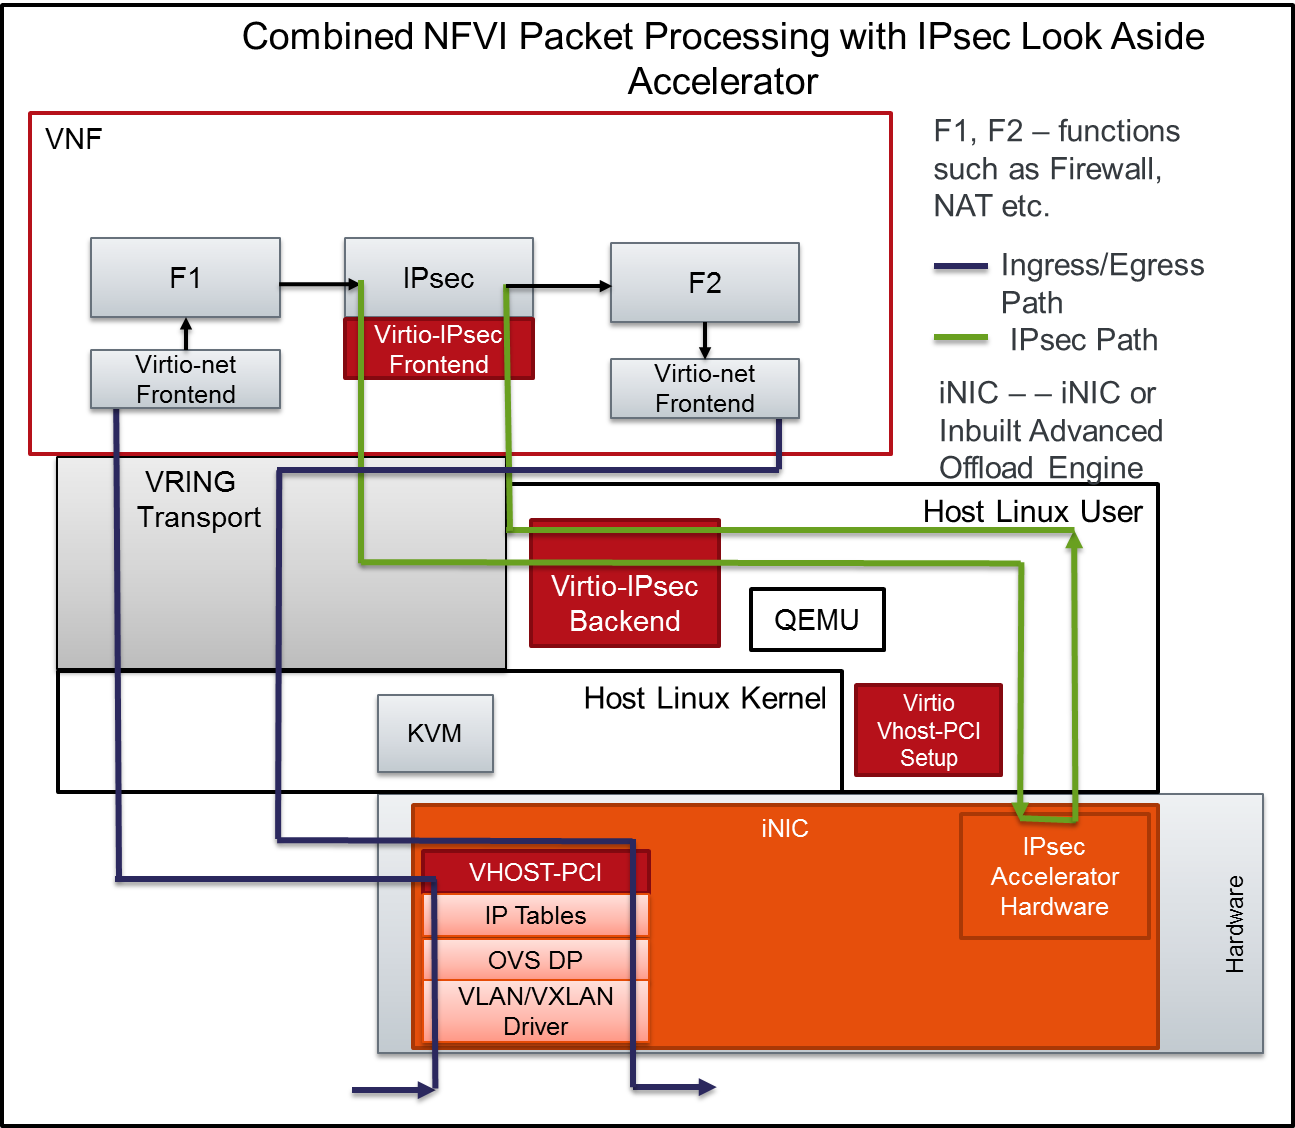 Combined NFVI Packet Processing with IPsec Look Aside
Accelerator
VNF
F1, F2 – functions
such as Firewall,
NAT etc.
F1
IPsec
F2
Ingress/Egress
Path
IPsec Path
Virtio-net
Frontend
Virtio-IPsec
Frontend
Virtio-net
Frontend
iNIC – – iNIC or
Inbuilt Advanced
Offload Engine
VRING
Transport
Host Linux User
Virtio-IPsec
Backend
QEMU
Host Linux Kernel
KVM
Virtio
Vhost-PCI
Setup
iNIC
VHOST-PCI
IP Tables
OVS DP
VLAN/VXLAN
Driver
IPsec
Accelerator
Hardware
Hardware